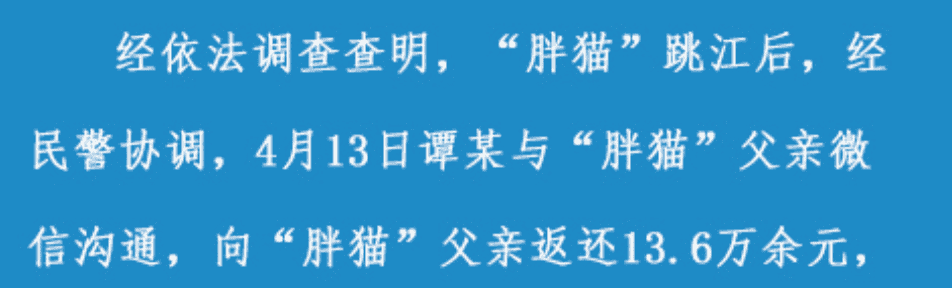 经依法调查查明，“胖猫”跳江后，经
民警协调，4月13日谭某与“胖猫”父亲微
信沟通，向“胖猫”父亲返还13.6万余元，